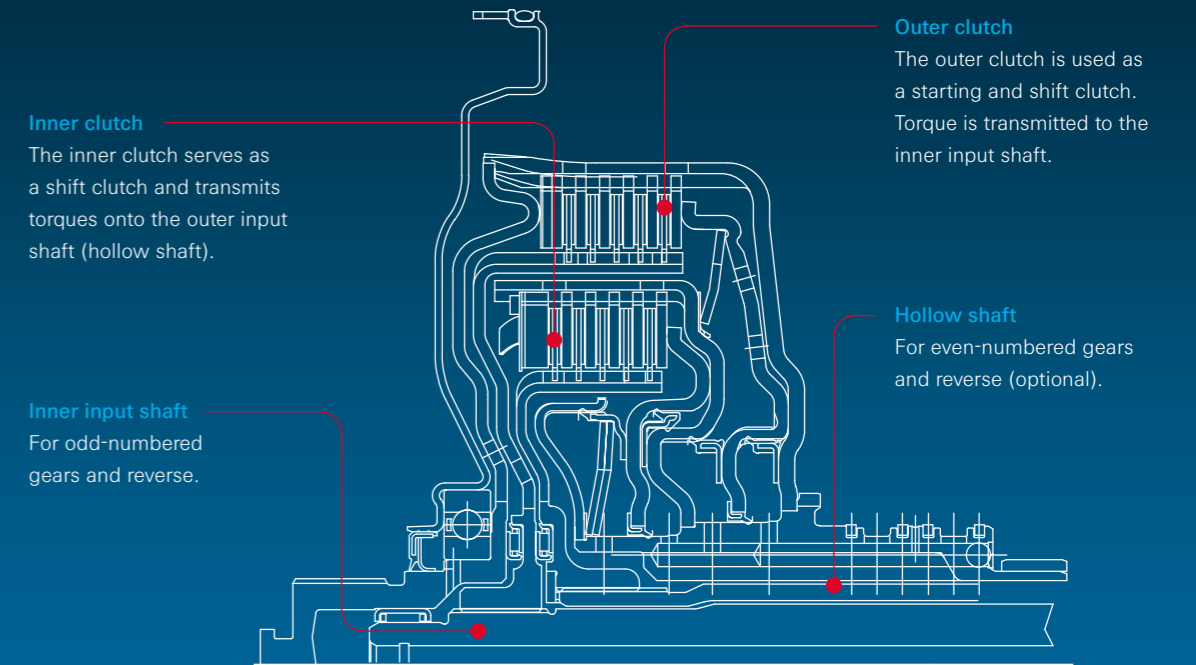 Inner clutch
The inner clutch serves as
a shift clutch and transmits
torques onto the outer input
shaft (hollow shaft).
Inner input shaft
For odd-numbered
gears and reverse.
Outer clutch
The outer clutch is used as
a starting and shift clutch.
Torque is transmitted to the
inner input shaft.
Hollow shaft
For even-numbered gears
and reverse (optional).